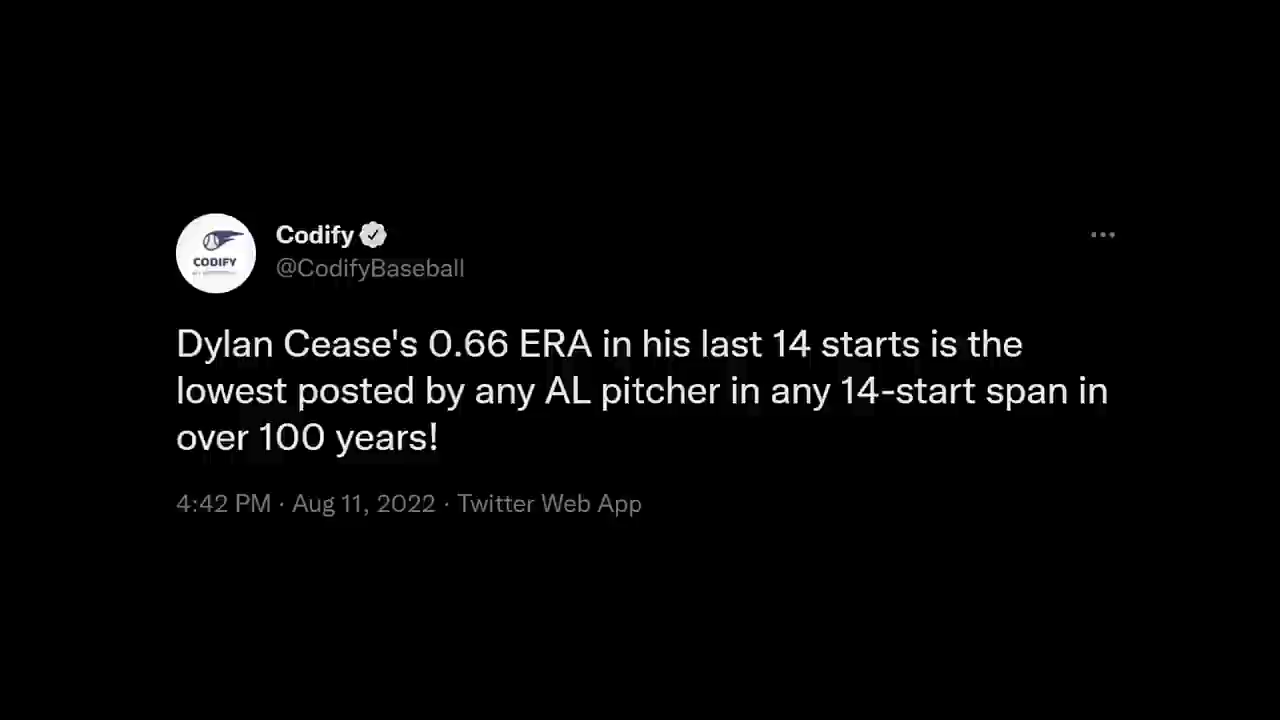 Codify
@CodifyBaseball
CODIFY
Dylan Cease's 0.66 ERA in his last 14 starts is the
lowest posted by any AL pitcher in any 14-start span in
over 100 years!
4:42 PM · Aug 11, 2022 · Twitter Web App